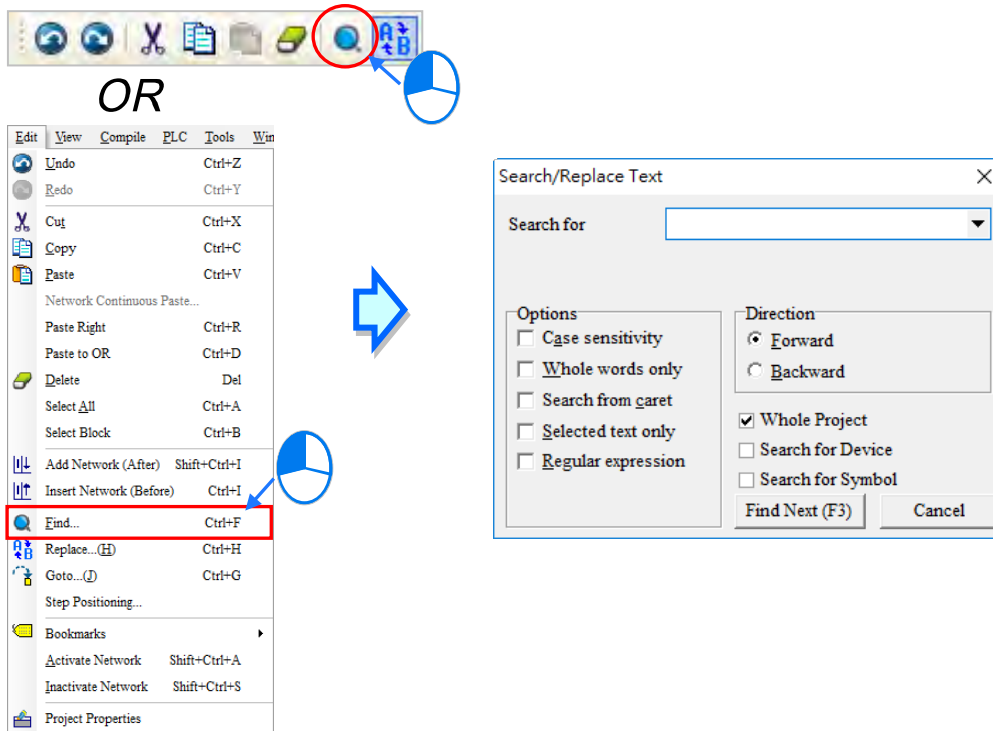 A B
OR
Edit View Compile PLC Tools Win
Undo Ctrl+Z
Redo Ctrl+Y
Cut Ctrl+X
Copy Ctrl+C
Paste Ctrl+V
Network Continuous Paste...
Paste Right Ctrl+R
Paste to OR Ctrl+D
Delete Del
Select All Ctrl+A
Select Block Ctrl+B
Add Network (After) Shift+Ctrl+I
Insert Network (Before) Ctrl+I
Find... Ctrl+F
A B Replace...(H) Ctrl+H
Goto...(J) Ctrl+G
Step Positioning...
Bookmarks
Activate Network Shift+Ctrl+A
Inactivate Network Shift+Ctrl+S
Project Properties
Search/Replace Text
Search for
Options
Case sensitivity
Whole words only
Search from caret
Selected text only
Regular expression
Direction
Forward
Backward
Whole Project
Search for Device
Search for Symbol
Find Next (F3) Cancel